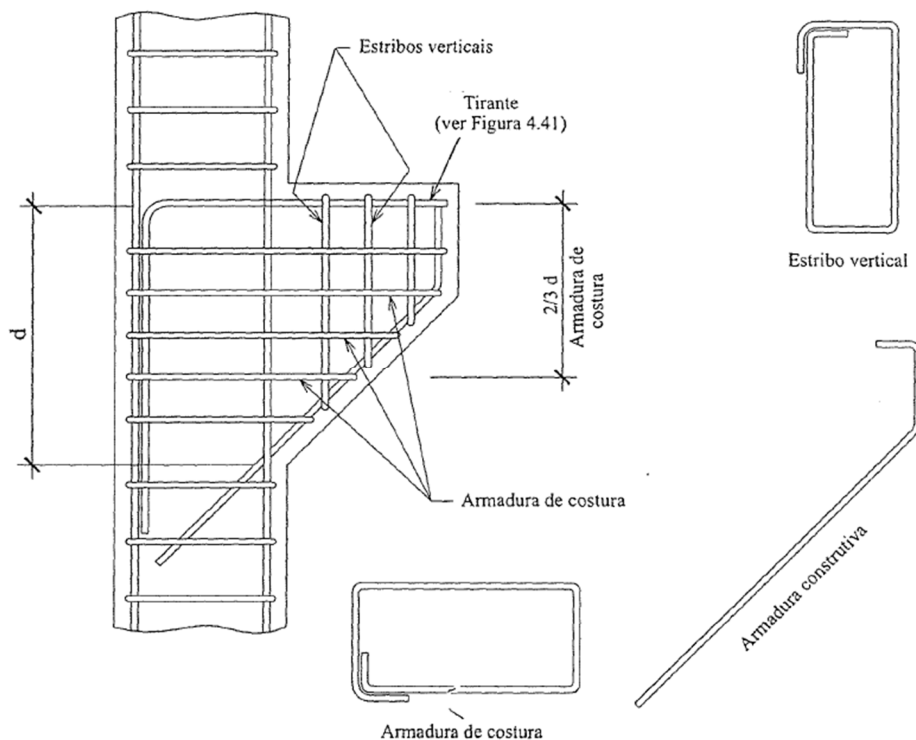 Estribos verticais
Tirante
(ver Figura 4.41)
d
2/3 d
Armadura de
costura
Estribo vertical
Armadura de costura
Armadura construtiva
Armadura de costura